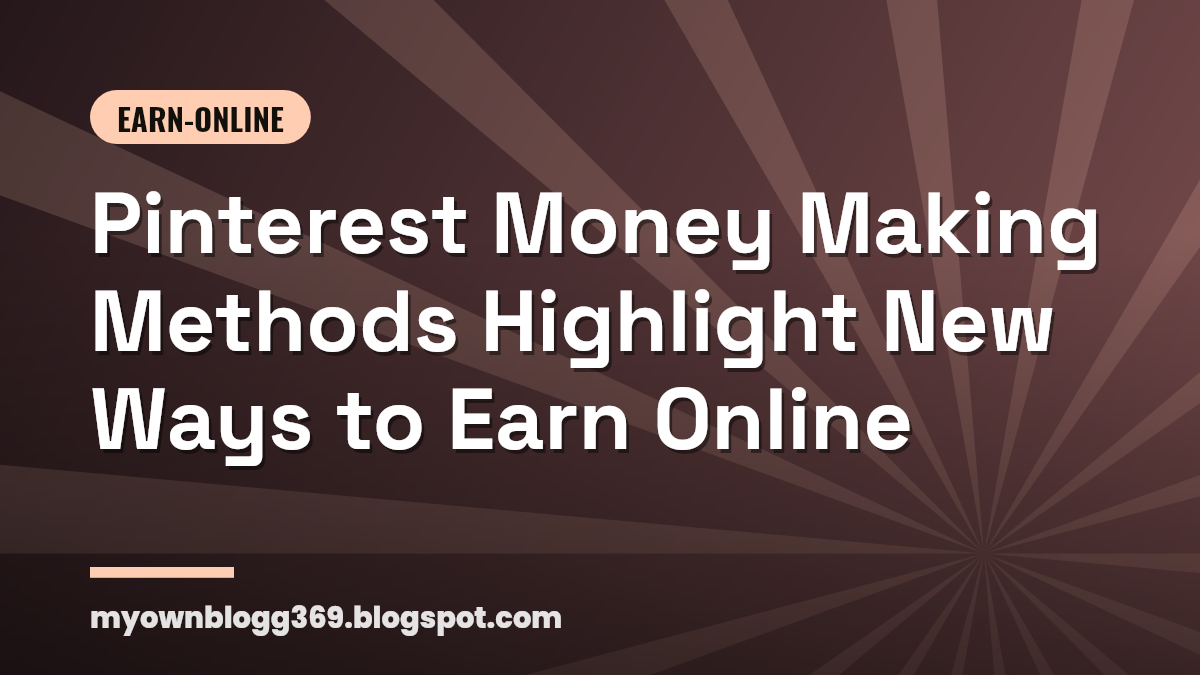 EARN-ONLINE
Pinterest Money Making
Methods Highlight New
Ways to Earn Online
myownblogg369.blogspot.com